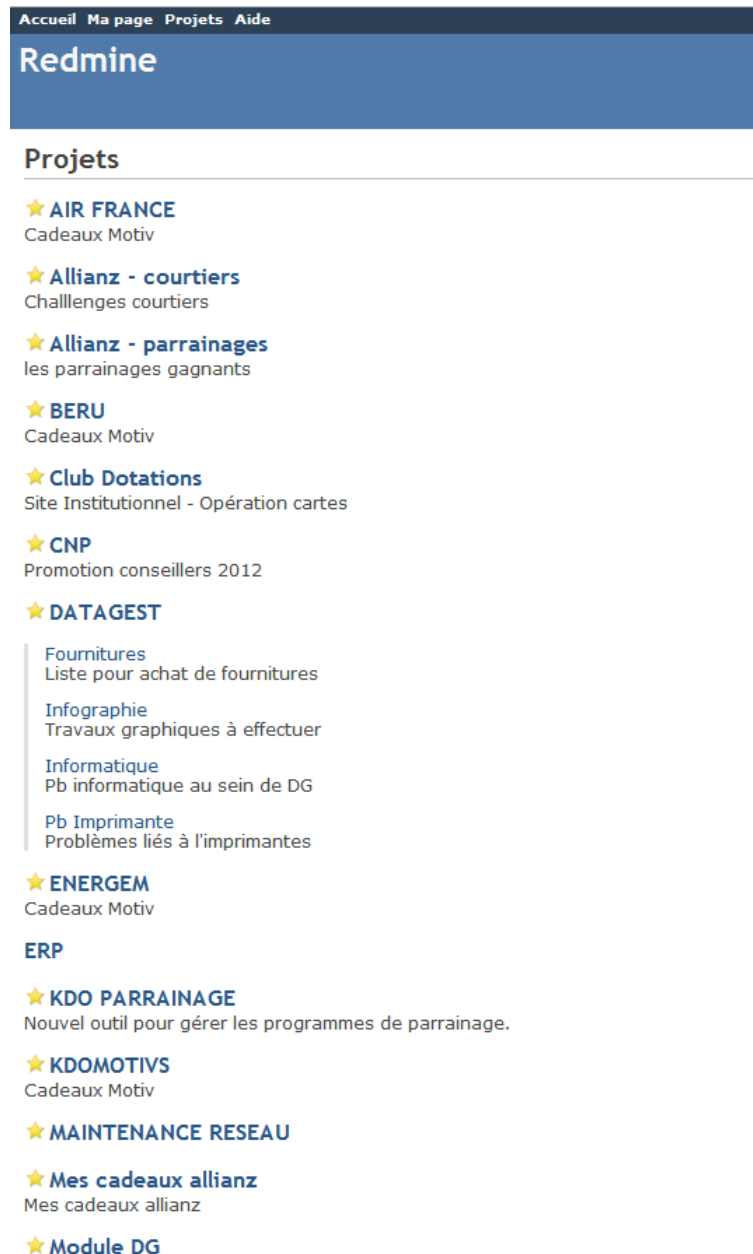 Accueil Ma page Projets Aide
Redmine
Projets
AIR FRANCE
Cadeaux Motiv
Allianz - courtiers
Challlenges courtiers
Allianz - parrainages
les parrainages gagnants
BERU
Cadeaux Motiv
Club Dotations
Site Institutionnel - Opération cartes
CNP
Promotion conseillers 2012
DATAGEST
Fournitures
Liste pour achat de fournitures
Infographie
Travaux graphiques à effectuer
Informatique
Pb informatique au sein de DG
Pb Imprimante
Problèmes liés à l'imprimantes
ENERGEM
Cadeaux Motiv
ERP
KDO PARRAINAGE
Nouvel outil pour gérer les programmes de parrainage.
KDOMOTIVS
Cadeaux Motiv
MAINTENANCE RESEAU
Mes cadeaux allianz
Mes cadeaux allianz
Module DG